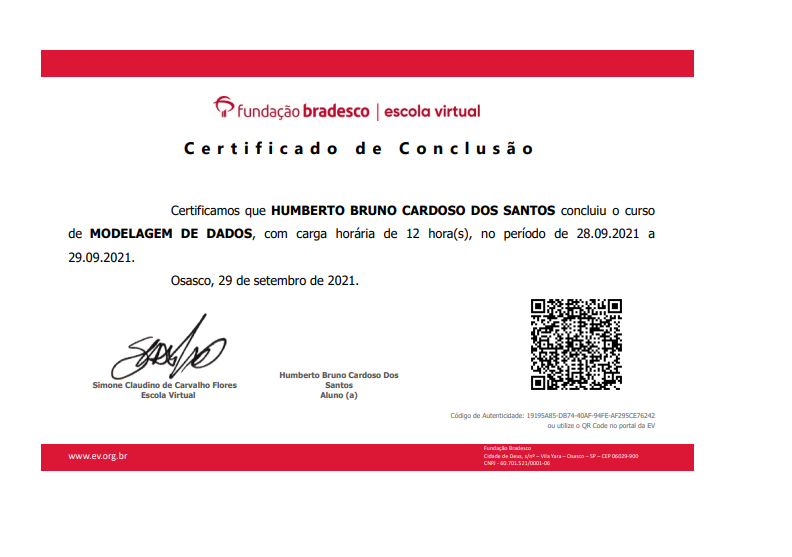 fundação bradesco | escola virtual
Certificado de Conclusão
Certificamos que HUMBERTO BRUNO CARDOSO DOS SANTOS concluiu o curso
de MODELAGEM DE DADOS, com carga horária de 12 hora(s), no período de 28.09.2021 a
29.09.2021.
Osasco, 29 de setembro de 2021.
Simone Claudino de Carvalho Flores
Escola Virtual
Humberto Bruno Cardoso Dos
Santos
Aluno (a)
Código de Autenticidade: 19195A85-DB74-40AF-94FE-AF295CE76242
ou utilize o QR Code no portal da EV
www.ev.org.br
Fundação Bradesco
Cidade de Deus, s/nº – Vila Yara – Osasco – SP – CEP 06029-900
CNPJ - 60.701.521/0001-06